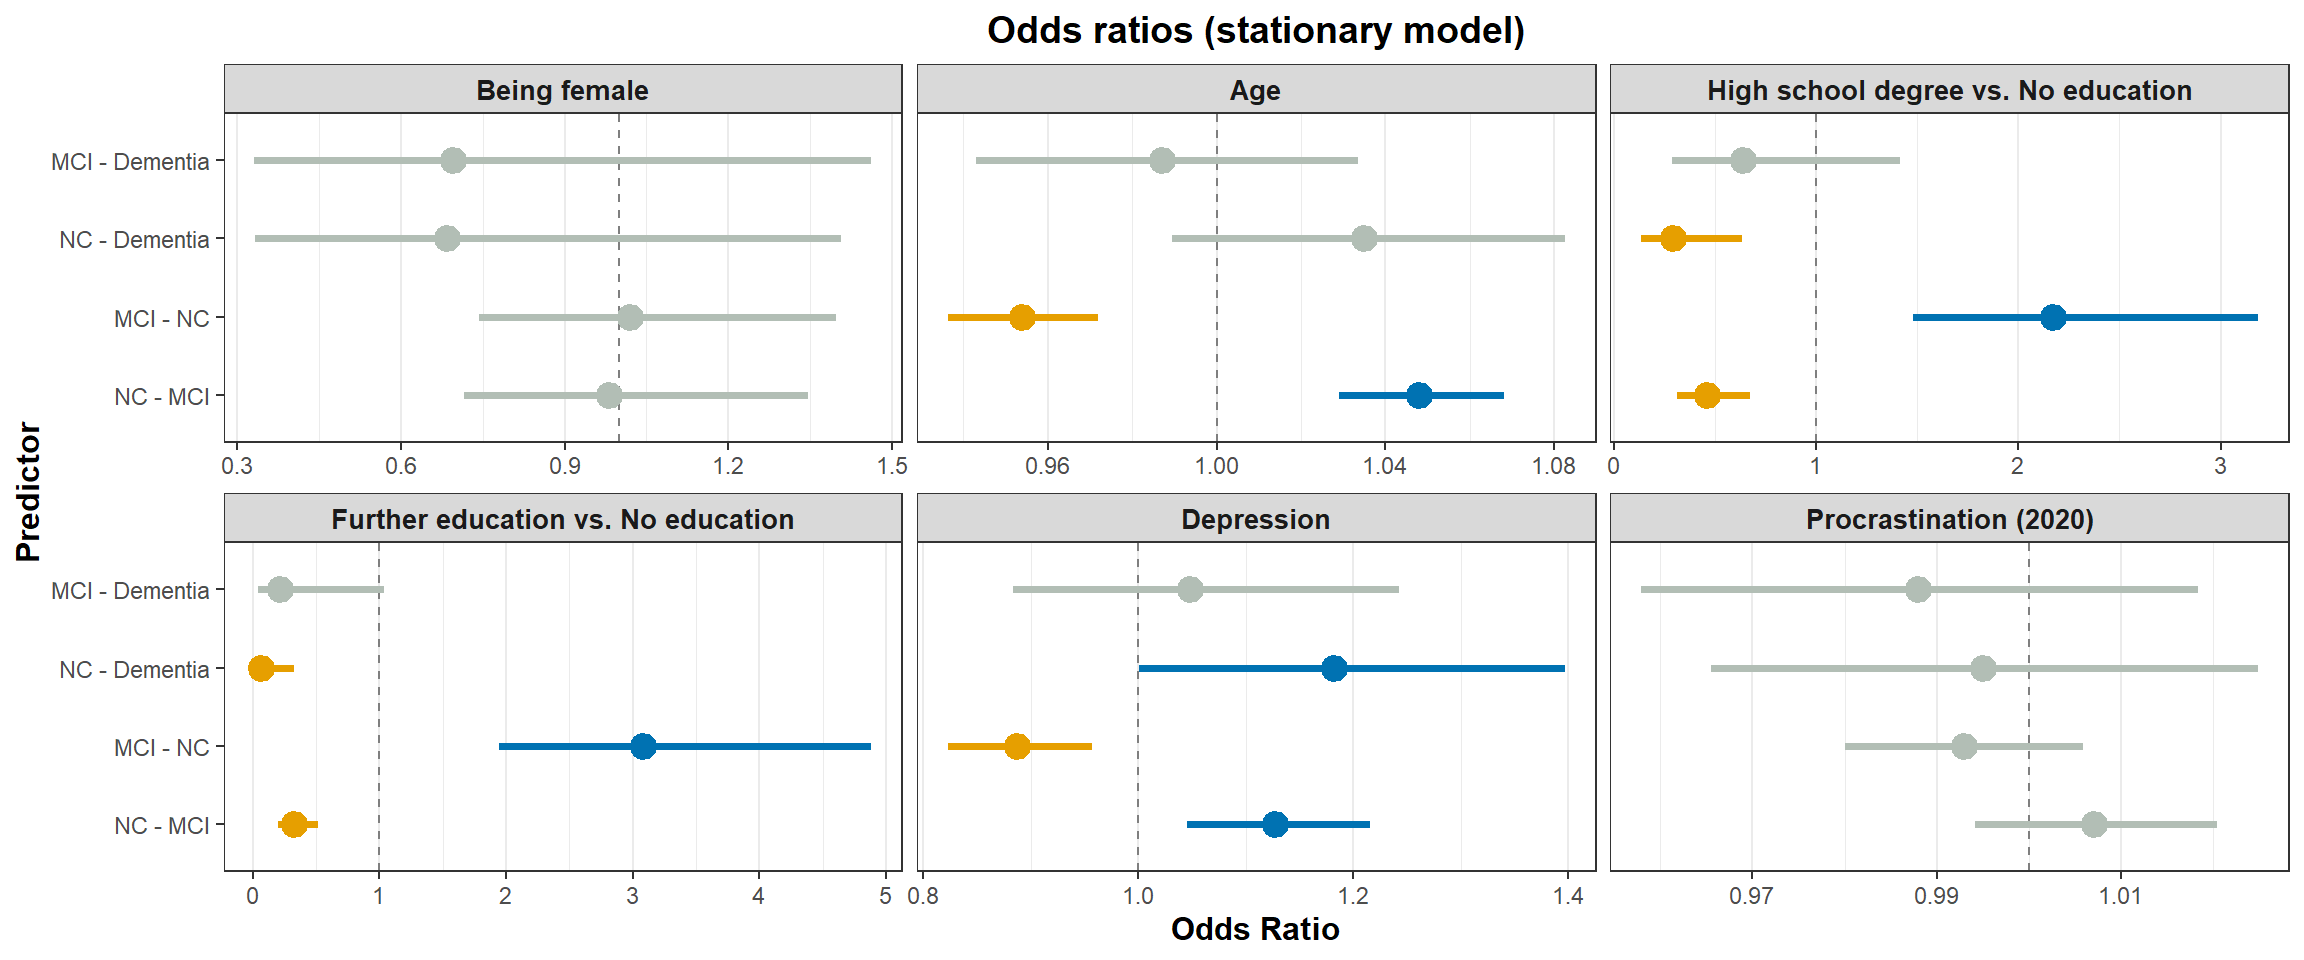 Odds ratios (stationary model)
Being female
Age
High school degree vs. No education
MCI - Dementia
NC - Dementia
MCI - NC
NC - MCI
0.3 0.6 0.9 1.2 1.5
0.96 1.00 1.04 1.08
0 1 2 3
Predictor
Further education vs. No education
Depression
Procrastination (2020)
MCI - Dementia
NC - Dementia
MCI - NC
NC - MCI
0 1 2 3 4 5
0.8 1.0 1.2 1.4
0.97 0.99 1.01
Odds Ratio